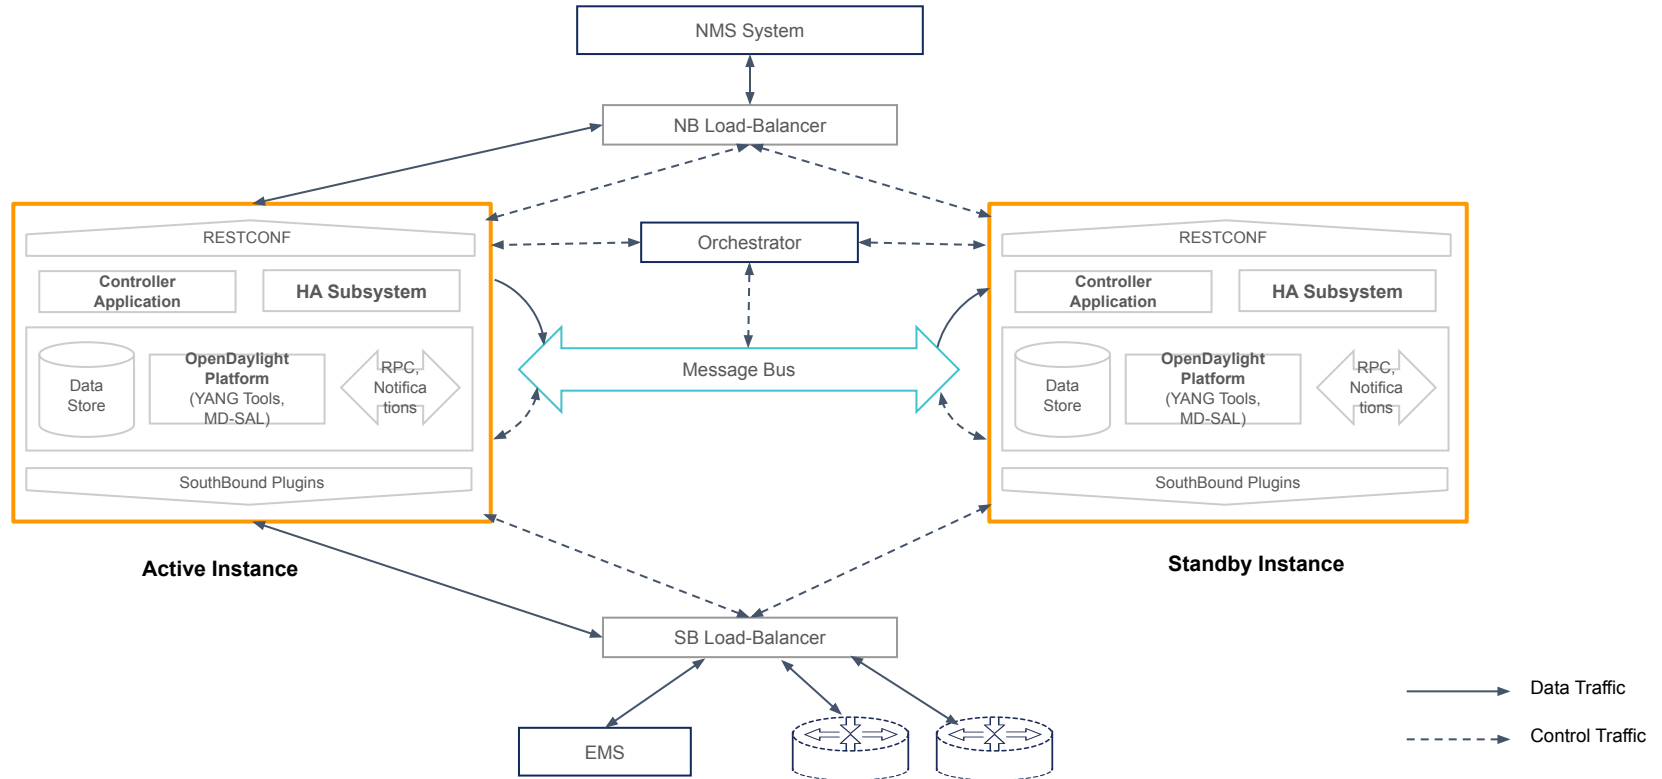 NMS System
NB Load-Balancer
RESTCONF
Controller
Application
HA Subsystem
Data
Store
OpenDaylight
Platform
(YANG Tools,
MD-SAL)
RPC,
Notifica
tions
SouthBound Plugins
Active Instance
Orchestrator
Message Bus
RESTCONF
Controller
Application
HA Subsystem
Data
Store
OpenDaylight
Platform
(YANG Tools,
MD-SAL)
RPC,
Notifica
tions
SouthBound Plugins
Standby Instance
SB Load-Balancer
EMS
Data Traffic
Control Traffic